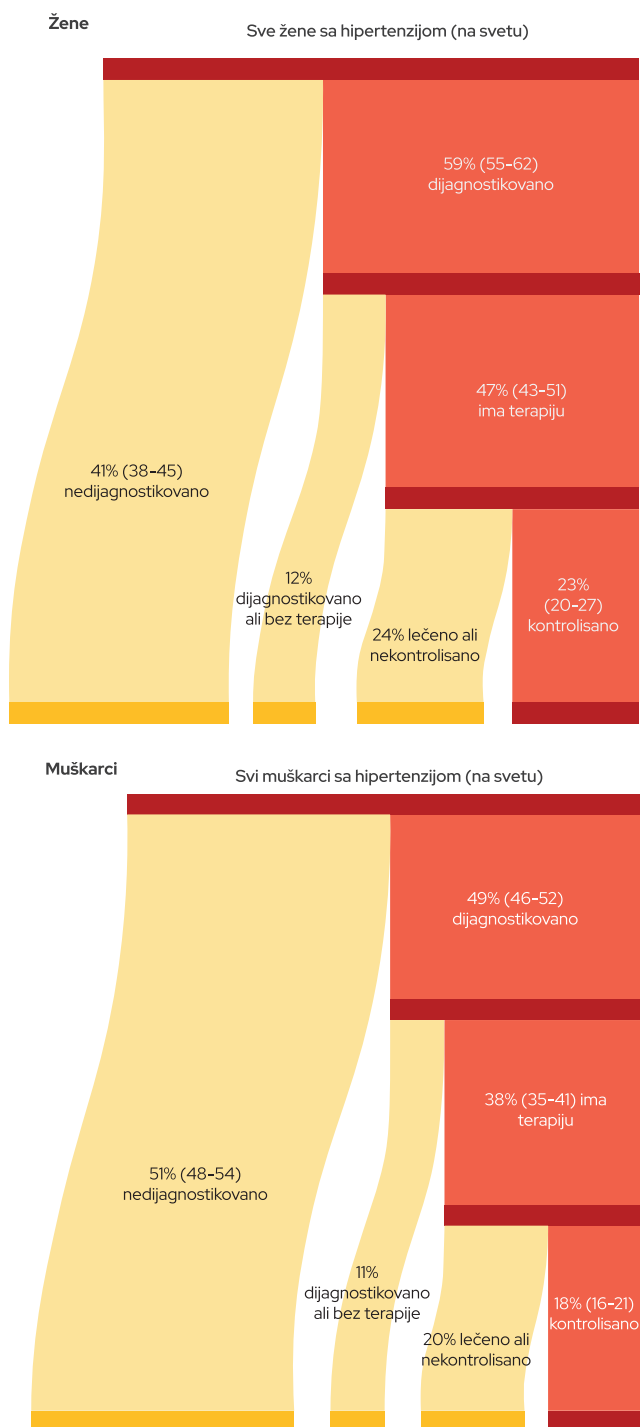 Žene
Sve žene sa hipertenzijom (na svetu)
59% (55-62)
dijagnostikovano
47% (43-51)
ima terapiju
41% (38-45)
nedijagnostikovano
12%
dijagnostikovano
ali bez terapije
24% lečeno ali
nekontrolisano
23%
(20-27)
kontrolisano
Muškarci
Svi muškarci sa hipertenzijom (na svetu)
49% (46-52)
dijagnostikovano
38% (35-41) ima
terapiju
51% (48-54)
nedijagnostikovano
11%
dijagnostikovano
ali bez terapije
20% lečeno ali
nekontrolisano
18% (16-21)
kontrolisano